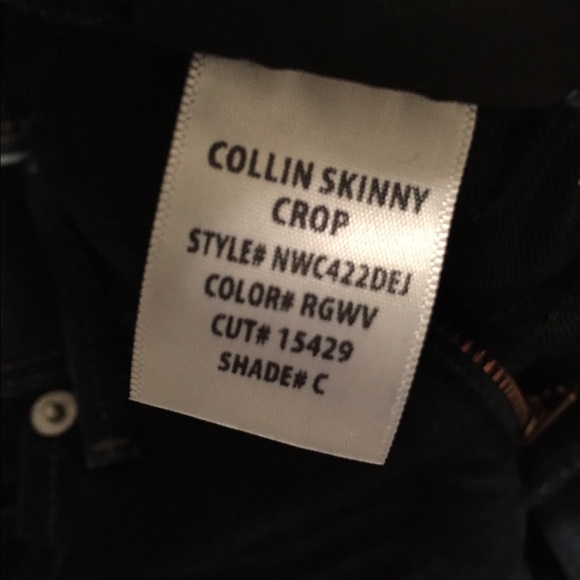 COLLIN SKINNY
CROP
STYLE# NWC422DEJ
COLOR# RGWV
CUT# 15429
SHADE# C